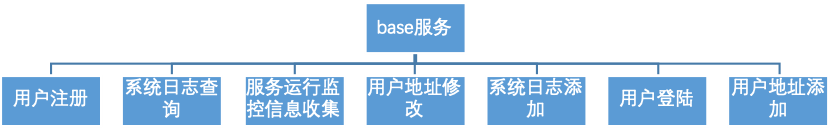 base服务
用户注册
系统日志查
询
服务运行监
控信息收集
用户地址修
改
系统日志添
加
用户登陆
用户地址添
加